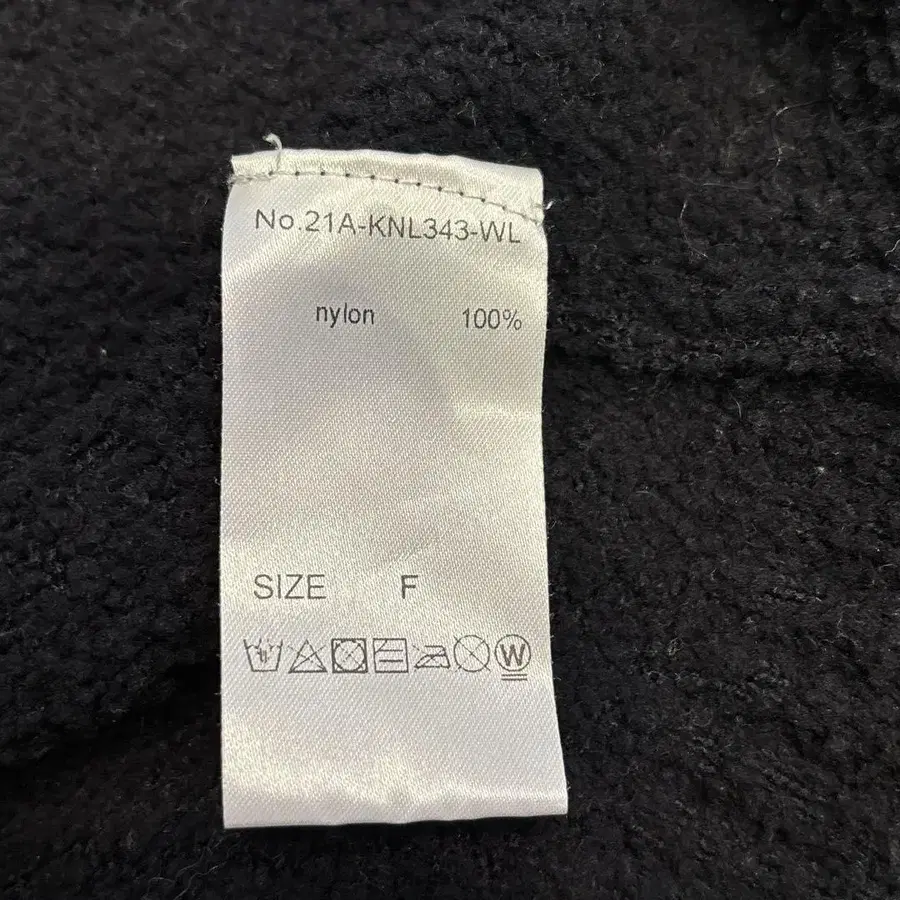 No.21A-KNL343-WL
nylon 100%
SIZE F
W